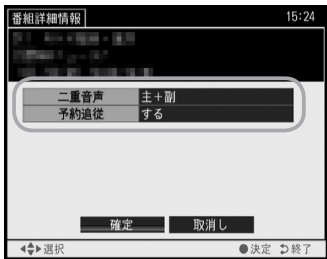 番組詳細情報 15:24
二重音声 主+副
予約追従 する
確定 取消し
選択 決定 終了